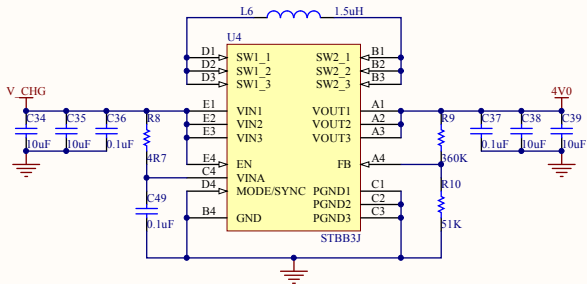 L6 1.5uH
U4
D1 SW1_1 SW2_1 B1
D2 SW1_2 SW2_2 B2
D3 SW1_3 SW2_3 B3
V_CHG 4V0
E1 VIN1 VOUT1 A1
E2 VIN2 VOUT2 A2
E3 VIN3 VOUT3 A3
C34 C35 C36 R8 R9 C37 C38 C39
10uF 10uF 0.1uF 4R7 360K 0.1uF 10uF 10uF
E4 EN FB A4
C4 VINA
D4 MODE/SYNC PGND1 C1
PGND2 C2
B4 GND PGND3 C3
C49 R10
0.1uF 51K
STBB3J